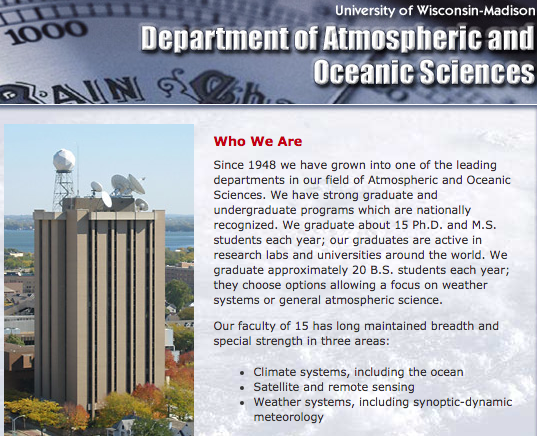 University of Wisconsin-Madison
1000
Department of Atmospheric and
Oceanic Sciences
RAIN
Who We Are
Since 1948 we have grown into one of the leading
departments in our field of Atmospheric and Oceanic
Sciences. We have strong graduate and
undergraduate programs which are nationally
recognized. We graduate about 15 Ph.D. and M.S.
students each year; our graduates are active in
research labs and universities around the world. We
graduate approximately 20 B.S. students each year;
they choose options allowing a focus on weather
systems or general atmospheric science.
Our faculty of 15 has long maintained breadth and
special strength in three areas:
• Climate systems, including the ocean
• Satellite and remote sensing
• Weather systems, including synoptic-dynamic
meteorology